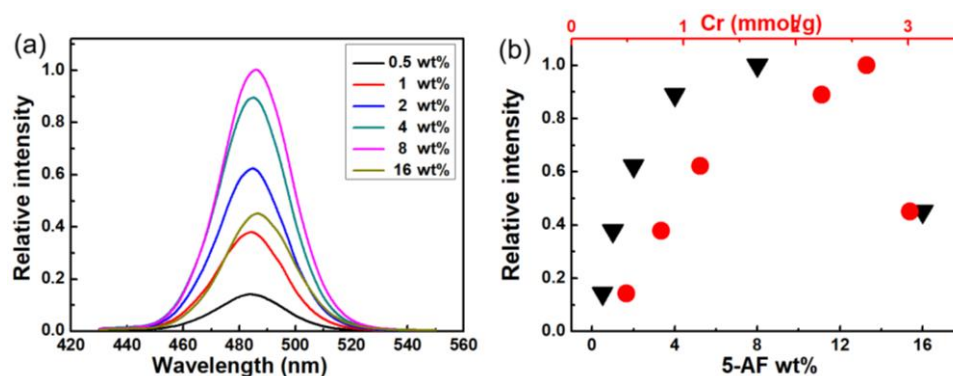 (a)
Relative intensity
1.0
0.8
0.6
0.4
0.2
0.0
0.5 wt%
1 wt%
2 wt%
4 wt%
8 wt%
16 wt%
420 440 460 480 500 520 540 560
Wavelength (nm)
(b)
0 1 2 3
Cr (mmol/g)
Relative intensity
1.0
0.8
0.6
0.4
0.2
0.0
0 4 8 12 16
5-AF wt%